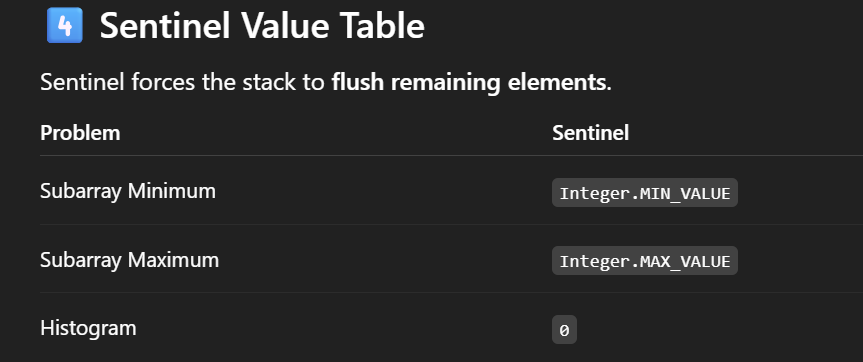 4 Sentinel Value Table
Sentinel forces the stack to flush remaining elements.
Problem Sentinel
Subarray Minimum Integer.MIN_VALUE
Subarray Maximum Integer.MAX_VALUE
Histogram 0